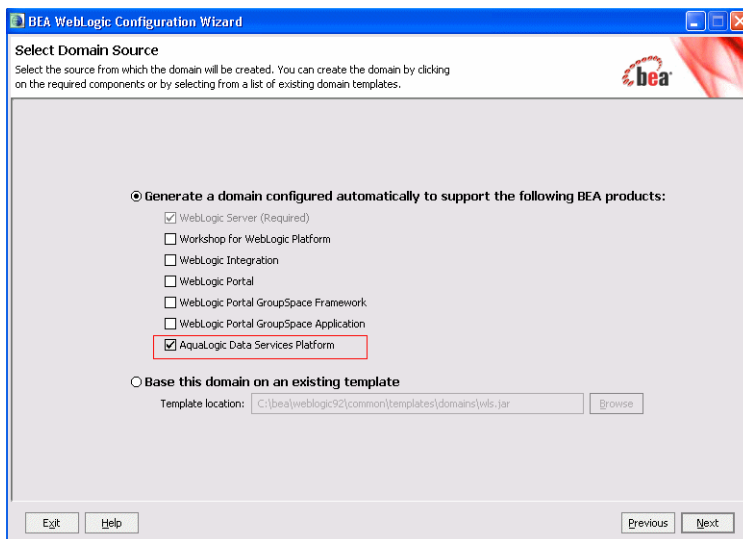 BEA WebLogic Configuration Wizard
Select Domain Source
Select the source from which the domain will be created. You can create the domain by clicking
on the required components or by selecting from a list of existing domain templates.
bea
Generate a domain configured automatically to support the following BEA products:
WebLogic Server (Required)
Workshop for WebLogic Platform
WebLogic Integration
WebLogic Portal
WebLogic Portal GroupSpace Framework
WebLogic Portal GroupSpace Application
AquaLogic Data Services Platform
Base this domain on an existing template
Template location: C:\bea\weblogic92\common\templates\domains\wls.jar Browse
Exit Help Previous Next